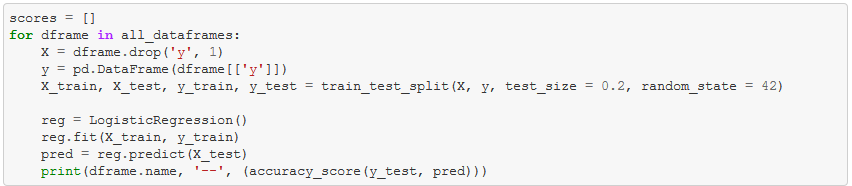 scores = []
for dframe in all_dataframes:
    X = dframe.drop('y', 1)
    y = pd.DataFrame(dframe[['y']])
    X_train, X_test, y_train, y_test = train_test_split(X, y, test_size = 0.2, random_state = 42)
    reg = LogisticRegression()
    reg.fit(X_train, y_train)
    pred = reg.predict(X_test)
    print(dframe.name, '--', (accuracy_score(y_test, pred)))